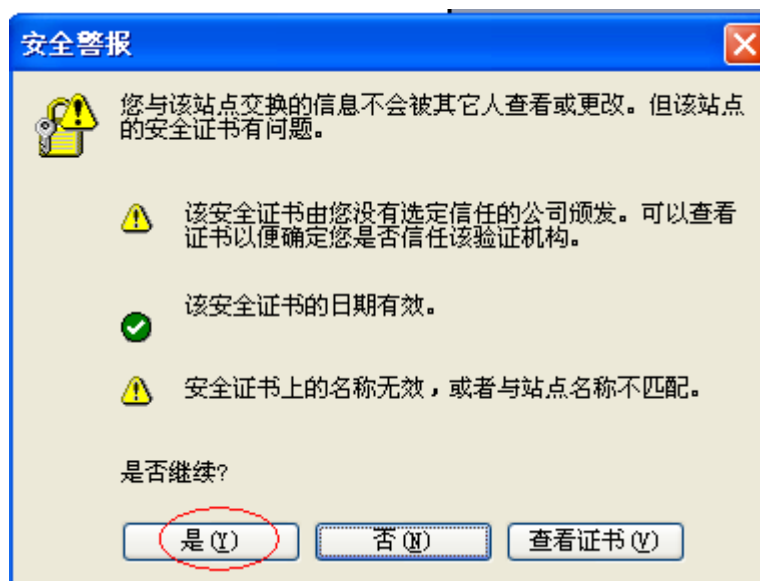 安全警报
您与该站点交换的信息不会被其它人查看或更改。但该站点
的安全证书有问题。
该安全证书由您没有选定信任的公司颁发。可以查看
证书以便确定您是否信任该验证机构。
该安全证书的日期有效。
安全证书上的名称无效，或者与站点名称不匹配。
是否继续?
是(Y) 否(N) 查看证书(V)